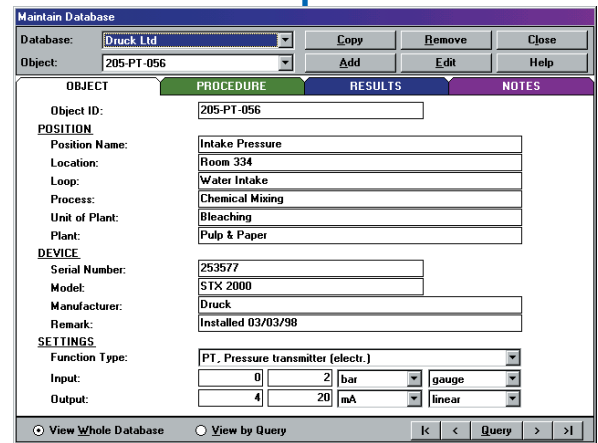 Maintain Database
Database: Druck Ltd Copy Remove Close
Object: 205-PT-056 Add Edit Help
OBJECT PROCEDURE RESULTS NOTES
Object ID: 205-PT-056
POSITION
Position Name: Intake Pressure
Location: Room 334
Loop: Water Intake
Process: Chemical Mixing
Unit of Plant: Bleaching
Plant: Pulp & Paper
DEVICE
Serial Number: 253577
Model: STX 2000
Manufacturer: Druck
Remark: Installed 03/03/98
SETTINGS
Function Type: PT, Pressure transmitter (electr.)
Input: 0 2 bar gauge
Output: 4 20 mA linear
View Whole Database View by Query |< < Query > >|